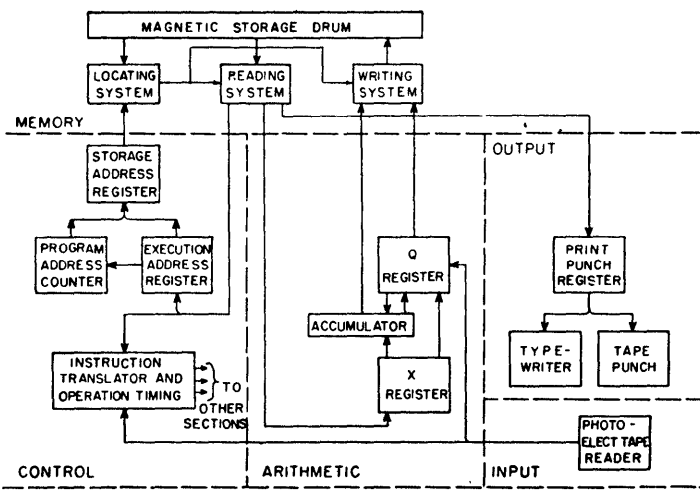 MAGNETIC STORAGE DRUM
LOCATING
SYSTEM
READING
SYSTEM
WRITING
SYSTEM
MEMORY
STORAGE
ADDRESS
REGISTER
OUTPUT
PROGRAM
ADDRESS
COUNTER
EXECUTION
ADDRESS
REGISTER
Q
REGISTER
PRINT
PUNCH
REGISTER
ACCUMULATOR
INSTRUCTION
TRANSLATOR AND
OPERATION TIMING
TO
OTHER
SECTIONS
X
REGISTER
TYPE-
WRITER
TAPE
PUNCH
PHOTO-
ELECT TAPE
READER
CONTROL
ARITHMETIC
INPUT